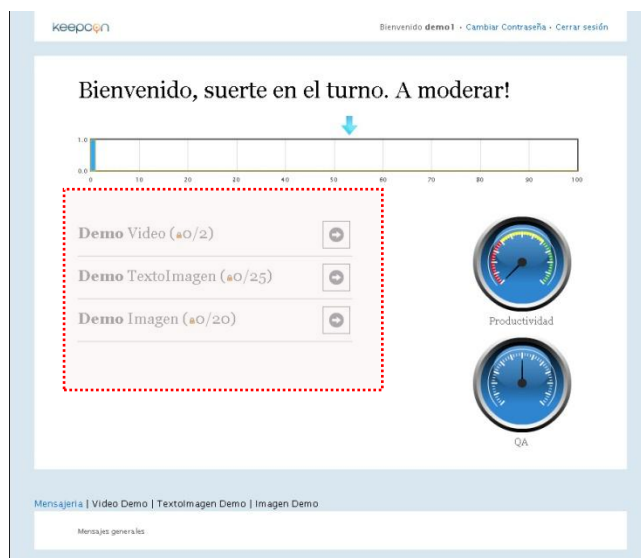 keepcon
Bienvenido demo1 · Cambiar Contraseña · Cerrar sesión
Bienvenido, suerte en el turno. A moderar!
1.0
0.0
0 10 20 20 40 50 60 70 80 90 100
Demo Video (0/2)
Demo TextoImagen (0/25)
Demo Imagen (0/20)
Productividad
QA
Mensajeria | Video Demo | TextoImagen Demo | Imagen Demo
Mensajes generales